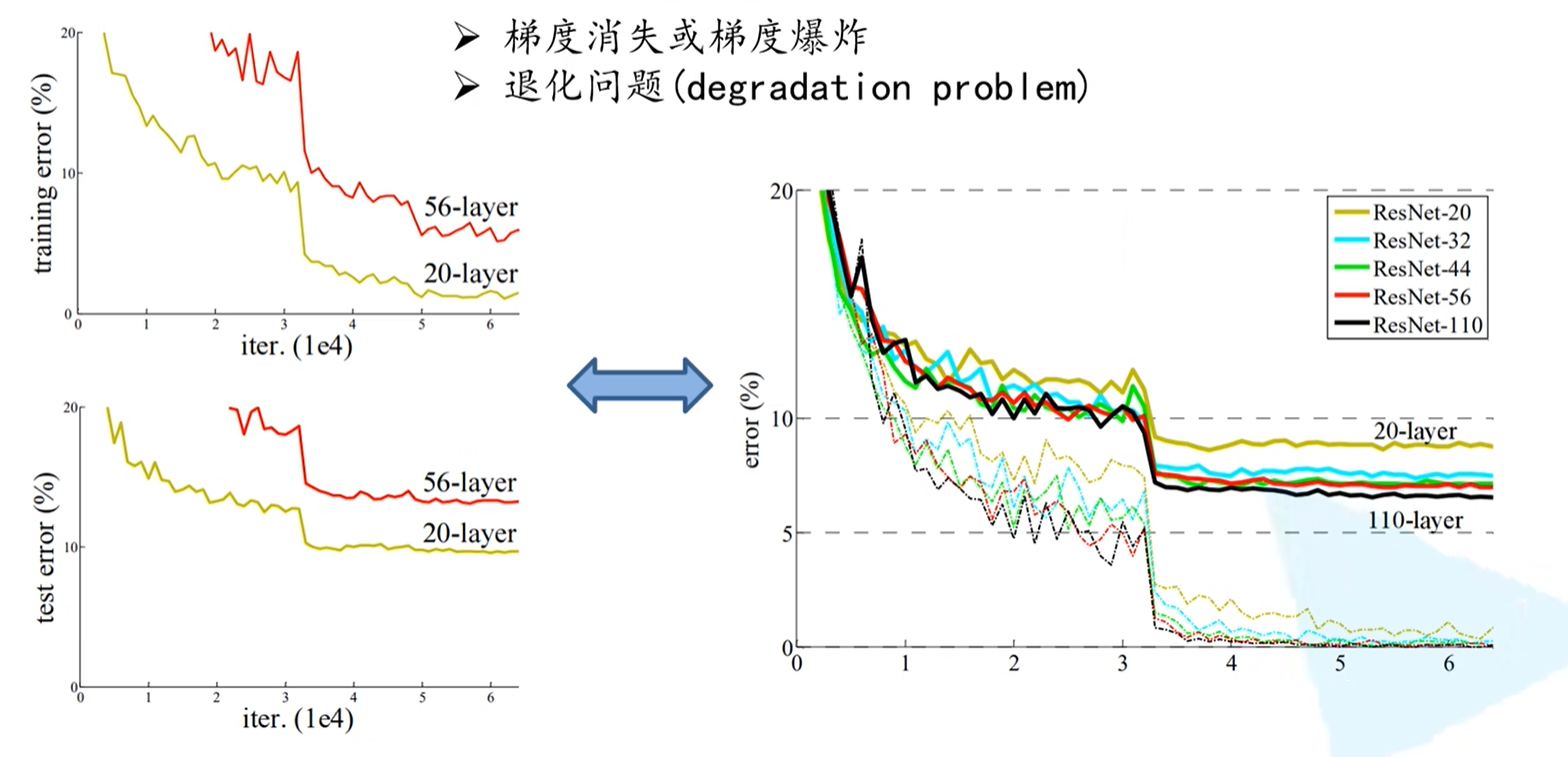 ➢ 梯度消失或梯度爆炸
➢ 退化问题(degradation problem)
training error (%)
20
10
0
56-layer
20-layer
0 1 2 3 4 5 6
iter. (1e4)
test error (%)
20
10
0
56-layer
20-layer
0 1 2 3 4 5 6
iter. (1e4)
error (%)
20
10
5
0
ResNet-20
ResNet-32
ResNet-44
ResNet-56
ResNet-110
20-layer
110-layer
0 1 2 3 4 5 6